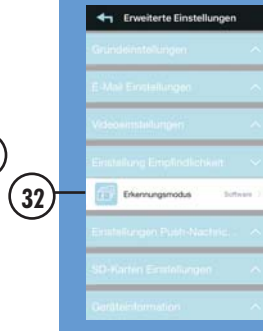 Erweiterte Einstellungen
Grundeinstellungen
E-Mail Einstellungen
Videoeinstellungen
Einstellung Empfindlichkeit
32
Erkennungsmodus Software
Einstellungen Push-Nachric...
SD-Karten Einstellungen
Geräteinformation